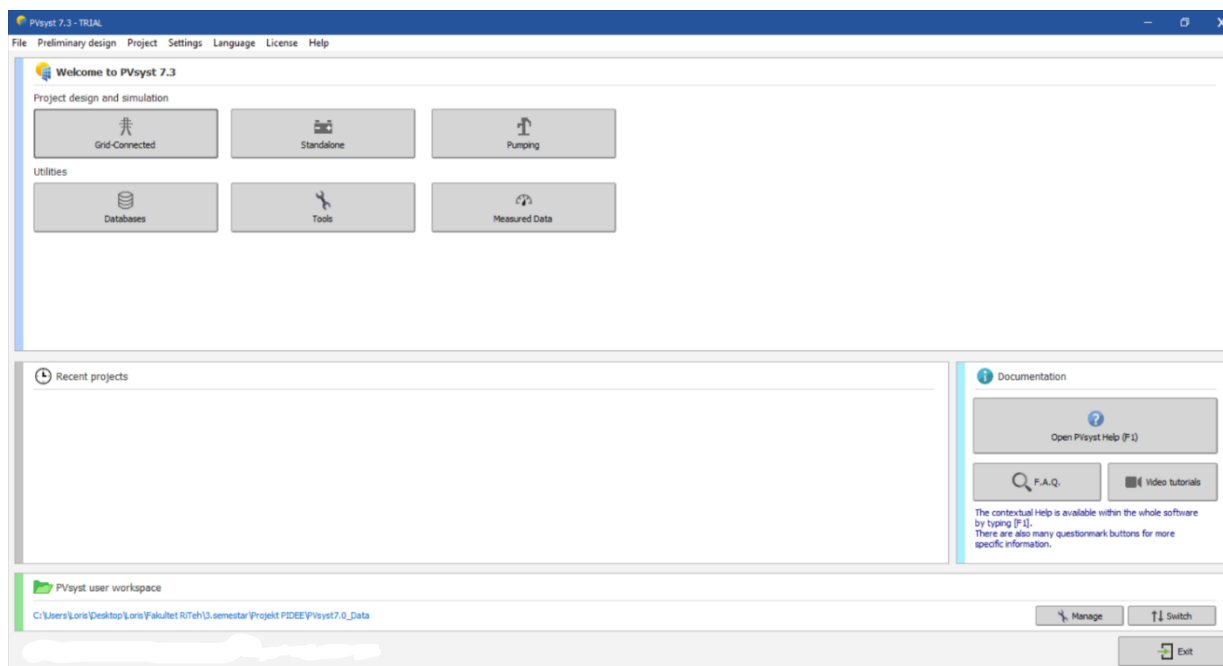 PVsyst 7.3 - TRIAL
File Preliminary design Project Settings Language License Help
Welcome to PVsyst 7.3
Project design and simulation
Grid-Connected
Standalone
Pumping
Utilities
Databases
Tools
Measured Data
Recent projects
Documentation
Open PVsyst Help (F1)
F.A.Q.
Video tutorials
The contextual Help is available within the whole software
by typing [F1].
There are also many questionmark buttons for more
specific information.
PVsyst user workspace
C:\Users\Loris\Desktop\Loris\Fakultet RiTeh\3.semestar\Projekt PIDEE\PVsyst7.0_Data
Manage
Switch
Exit